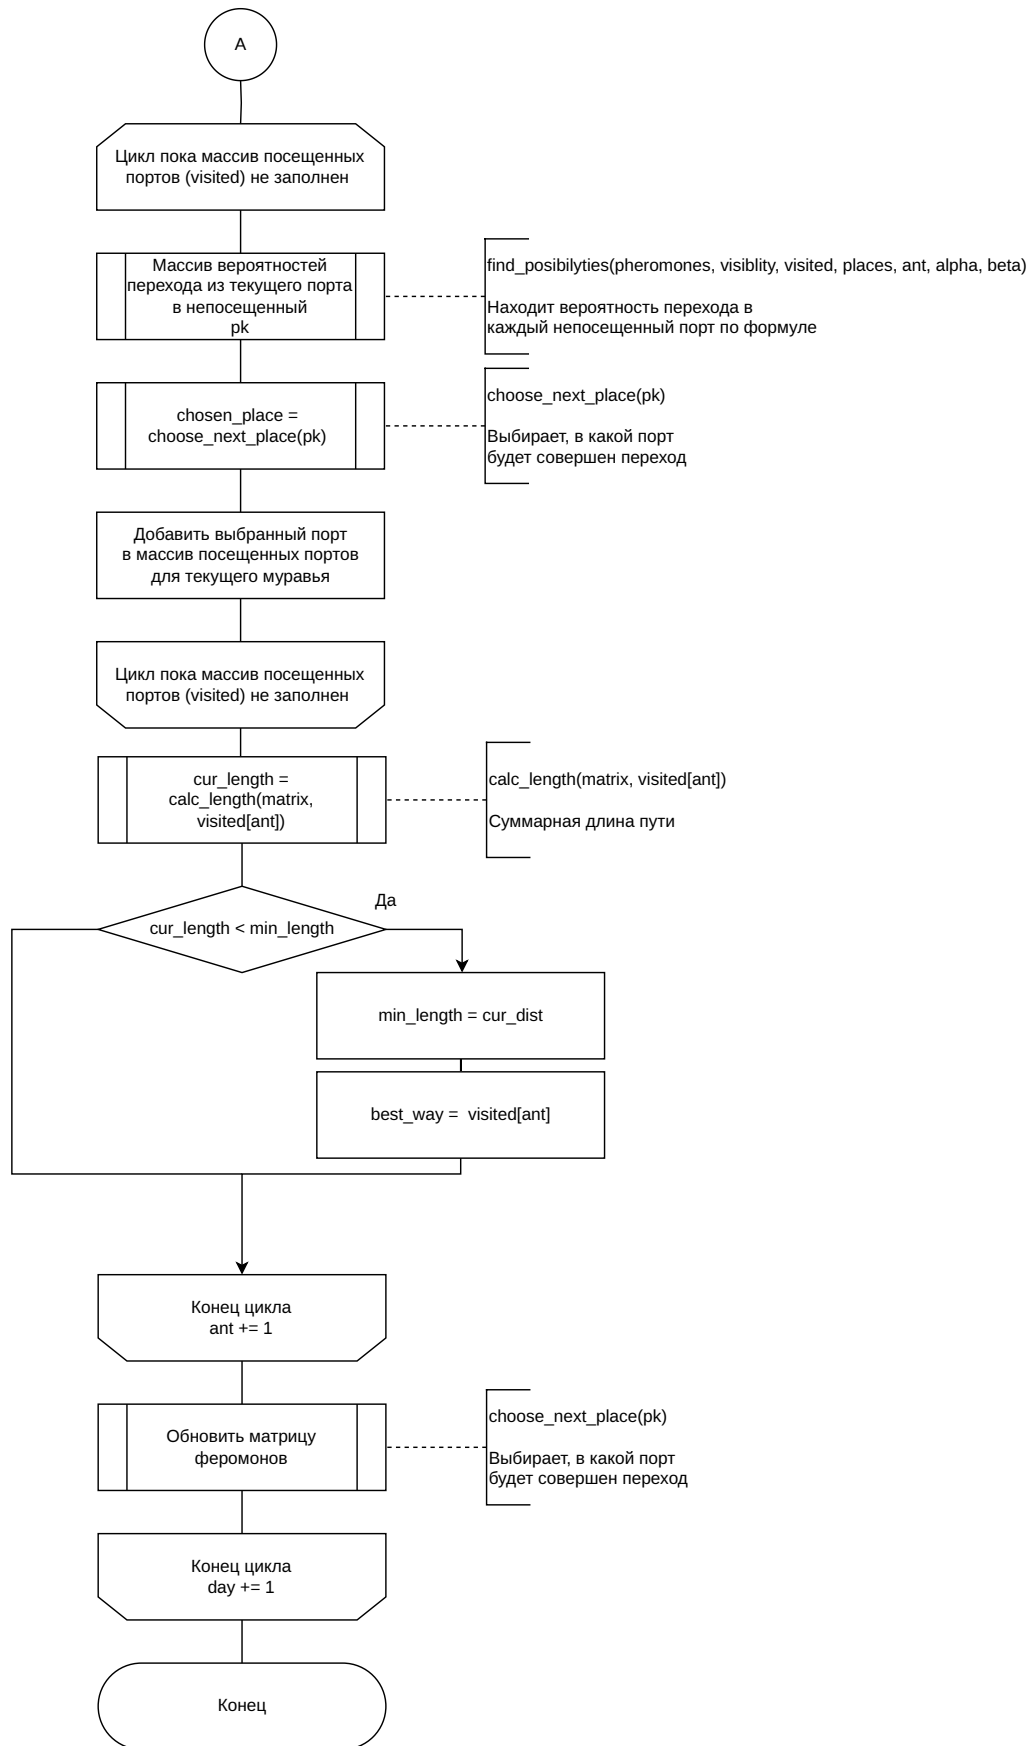 A
Цикл пока массив посещенных
портов (visited) не заполнен
Массив вероятностей
перехода из текущего порта
в непосещенный
pk
find_posibilyties(pheromones, visiblity, visited, places, ant, alpha, beta)
Находит вероятность перехода в
каждый непосещенный порт по формуле
chosen_place =
choose_next_place(pk)
choose_next_place(pk)
Выбирает, в какой порт
будет совершен переход
Добавить выбранный порт
в массив посещенных портов
для текущего муравья
Цикл пока массив посещенных
портов (visited) не заполнен
cur_length =
calc_length(matrix,
visited[ant])
calc_length(matrix, visited[ant])
Суммарная длина пути
Да
cur_length < min_length
min_length = cur_dist
best_way =  visited[ant]
Конец цикла
ant += 1
Обновить матрицу
феромонов
choose_next_place(pk)
Выбирает, в какой порт
будет совершен переход
Конец цикла
day += 1
Конец